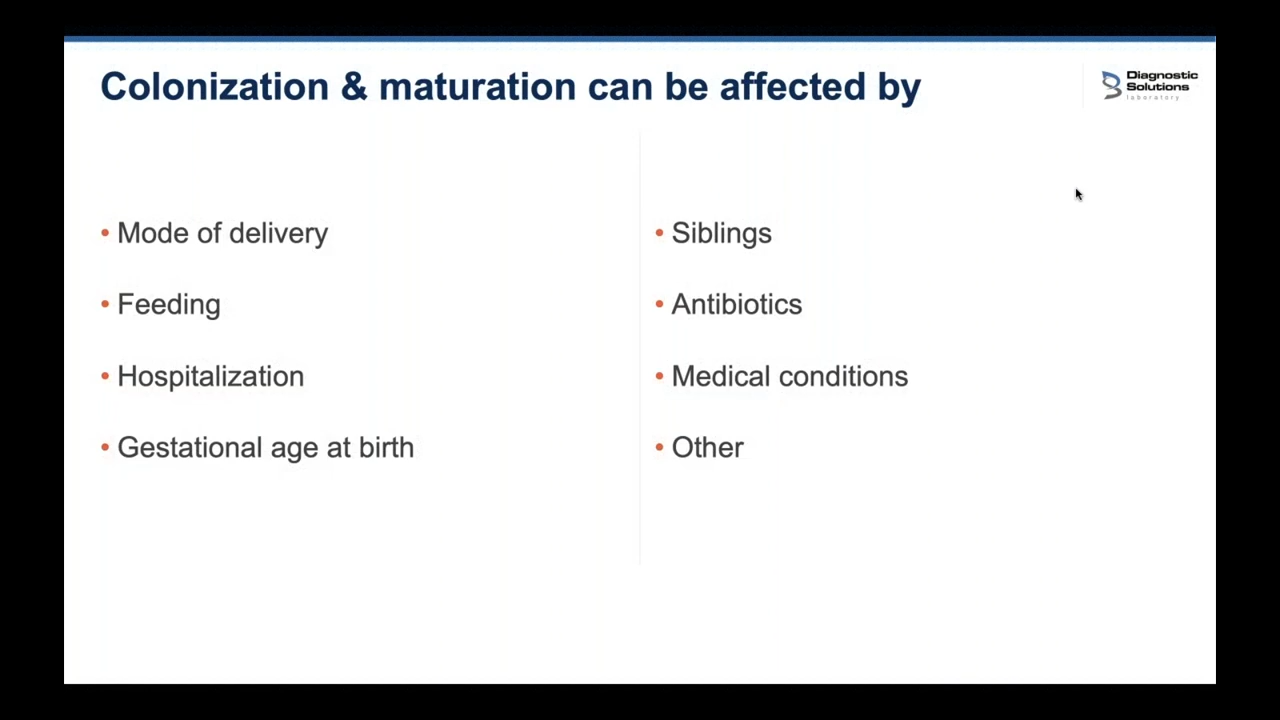 Colonization & maturation can be affected by
Diagnostic
Solutions
laboratory
• Mode of delivery
• Feeding
• Hospitalization
• Gestational age at birth
• Siblings
• Antibiotics
• Medical conditions
• Other